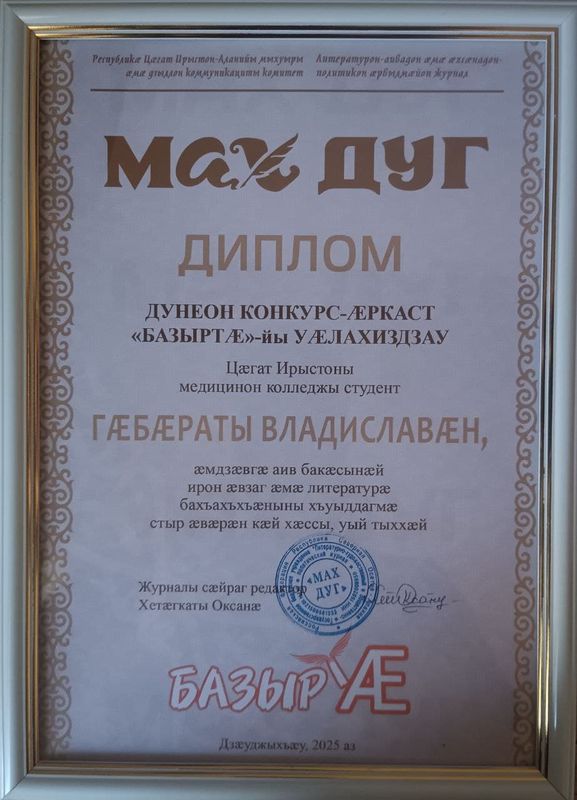 Республикæ Цæгат Ирыстон-Аланийы мыхуыры
æмæ дзыллон коммуникациты комитет
Литературон-аивадон æмæ æхсæнадон-
политикон æрвылмæйон журнал
МАХ ДУГ
ДИПЛОМ
ДУНЕОН КОНКУРС-ÆРКАСТ
«БАЗЫРТÆ»-йы УÆЛАХИЗДЗАУ
Цæгат Ирыстоны
медицинон колледжы студент
ГÆБÆРАТЫ ВЛАДИСЛАВÆН,
æмдзæвгæ аив бакæсынæй
ирон æвзаг æмæ литературæ
бахъахъхъæныны хъуыддагмæ
стыр æвæрæн кæй хæссы, уый тыххæй
Журналы сæйраг редактор
Хетæгкаты Оксанæ
«МАХ
ДУГ»
БАЗЫРТÆ
Дзæуджыхъæу, 2025 аз